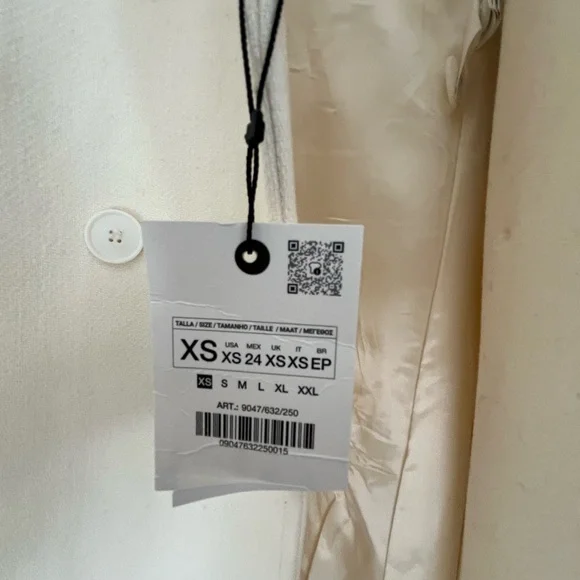 TALLA / SIZE / TAMANHO / TAILLE / MAAT / ΜΕΓΕΘΟΣ
USA MEX UK IT BR
XS XS 24 XS XS EP
XS S M L XL XXL
ART.: 9047/632/250
09047632250015